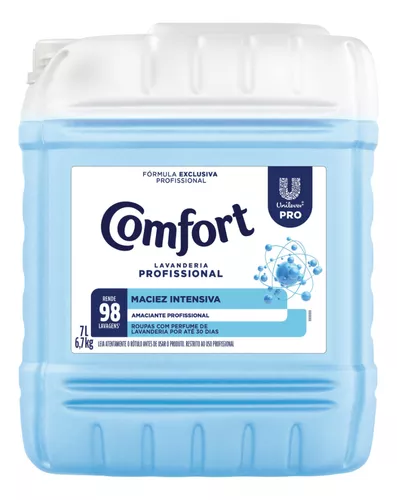 FÓRMULA EXCLUSIVA
PROFISSIONAL
Unilever
PRO
Comfort
LAVANDERIA
PROFISSIONAL
RENDE
98
LAVAGENS
MACIEZ INTENSIVA
AMACIANTE PROFISSIONAL
ROUPAS COM PERFUME DE
LAVANDERIA POR ATÉ 30 DIAS
7L
6,7kg
LEIA ATENTAMENTE O RÓTULO ANTES DE USAR O PRODUTO. RESTRITO AO USO PROFISSIONAL